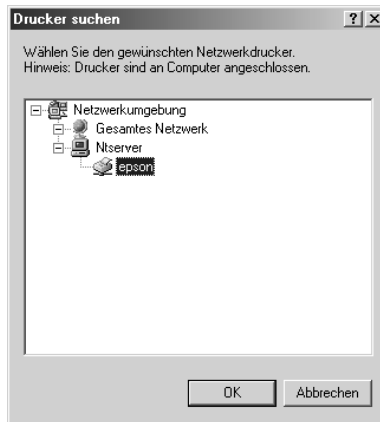 Drucker suchen
Wählen Sie den gewünschten Netzwerkdrucker.
Hinweis: Drucker sind an Computer angeschlossen.
Netzwerkumgebung
Gesamtes Netzwerk
Ntserver
epson
OK Abbrechen